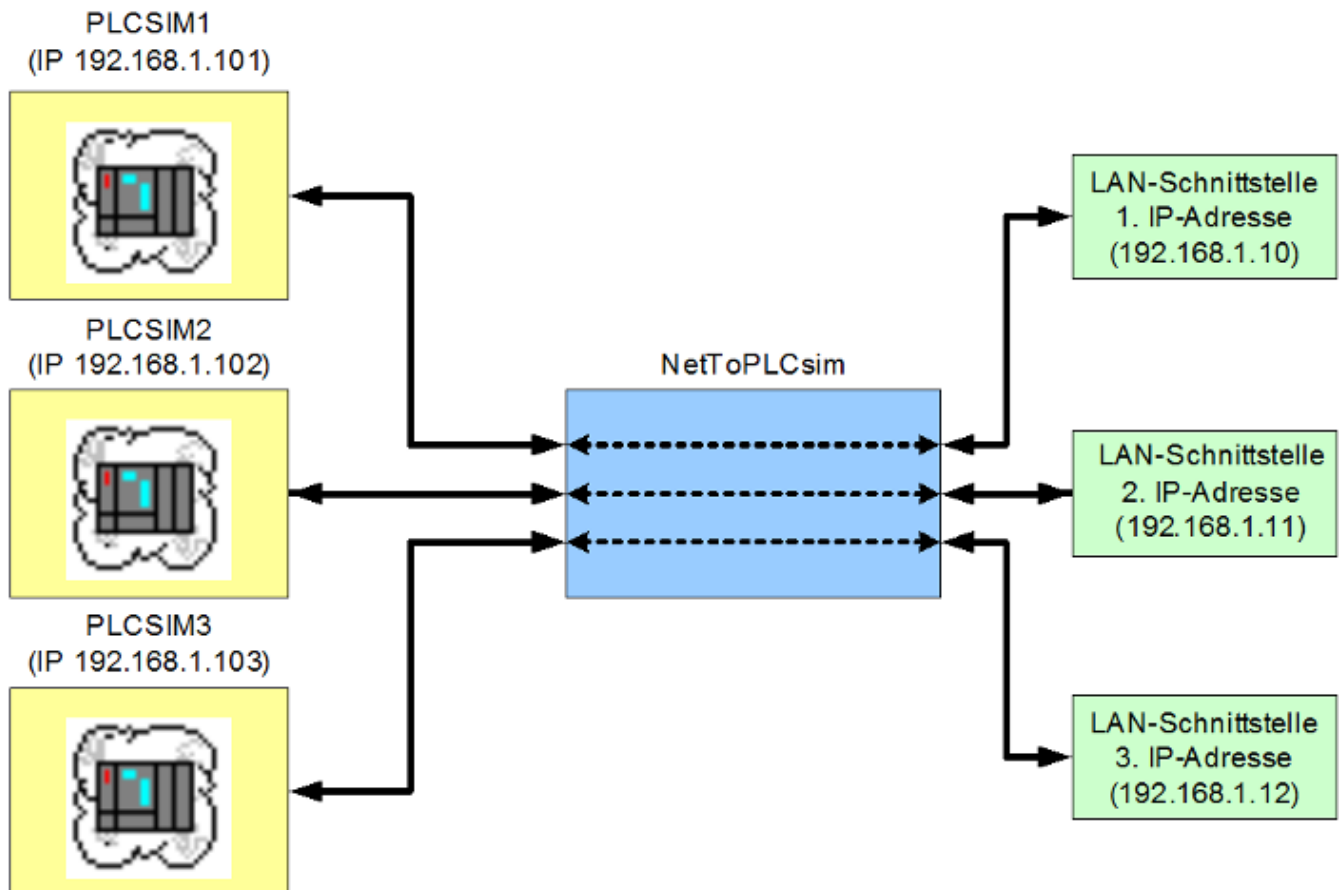 PLCSIM1
(IP 192.168.1.101)
PLCSIM2
(IP 192.168.1.102)
PLCSIM3
(IP 192.168.1.103)
NetToPLCsim
LAN-Schnittstelle
1. IP-Adresse
(192.168.1.10)
LAN-Schnittstelle
2. IP-Adresse
(192.168.1.11)
LAN-Schnittstelle
3. IP-Adresse
(192.168.1.12)